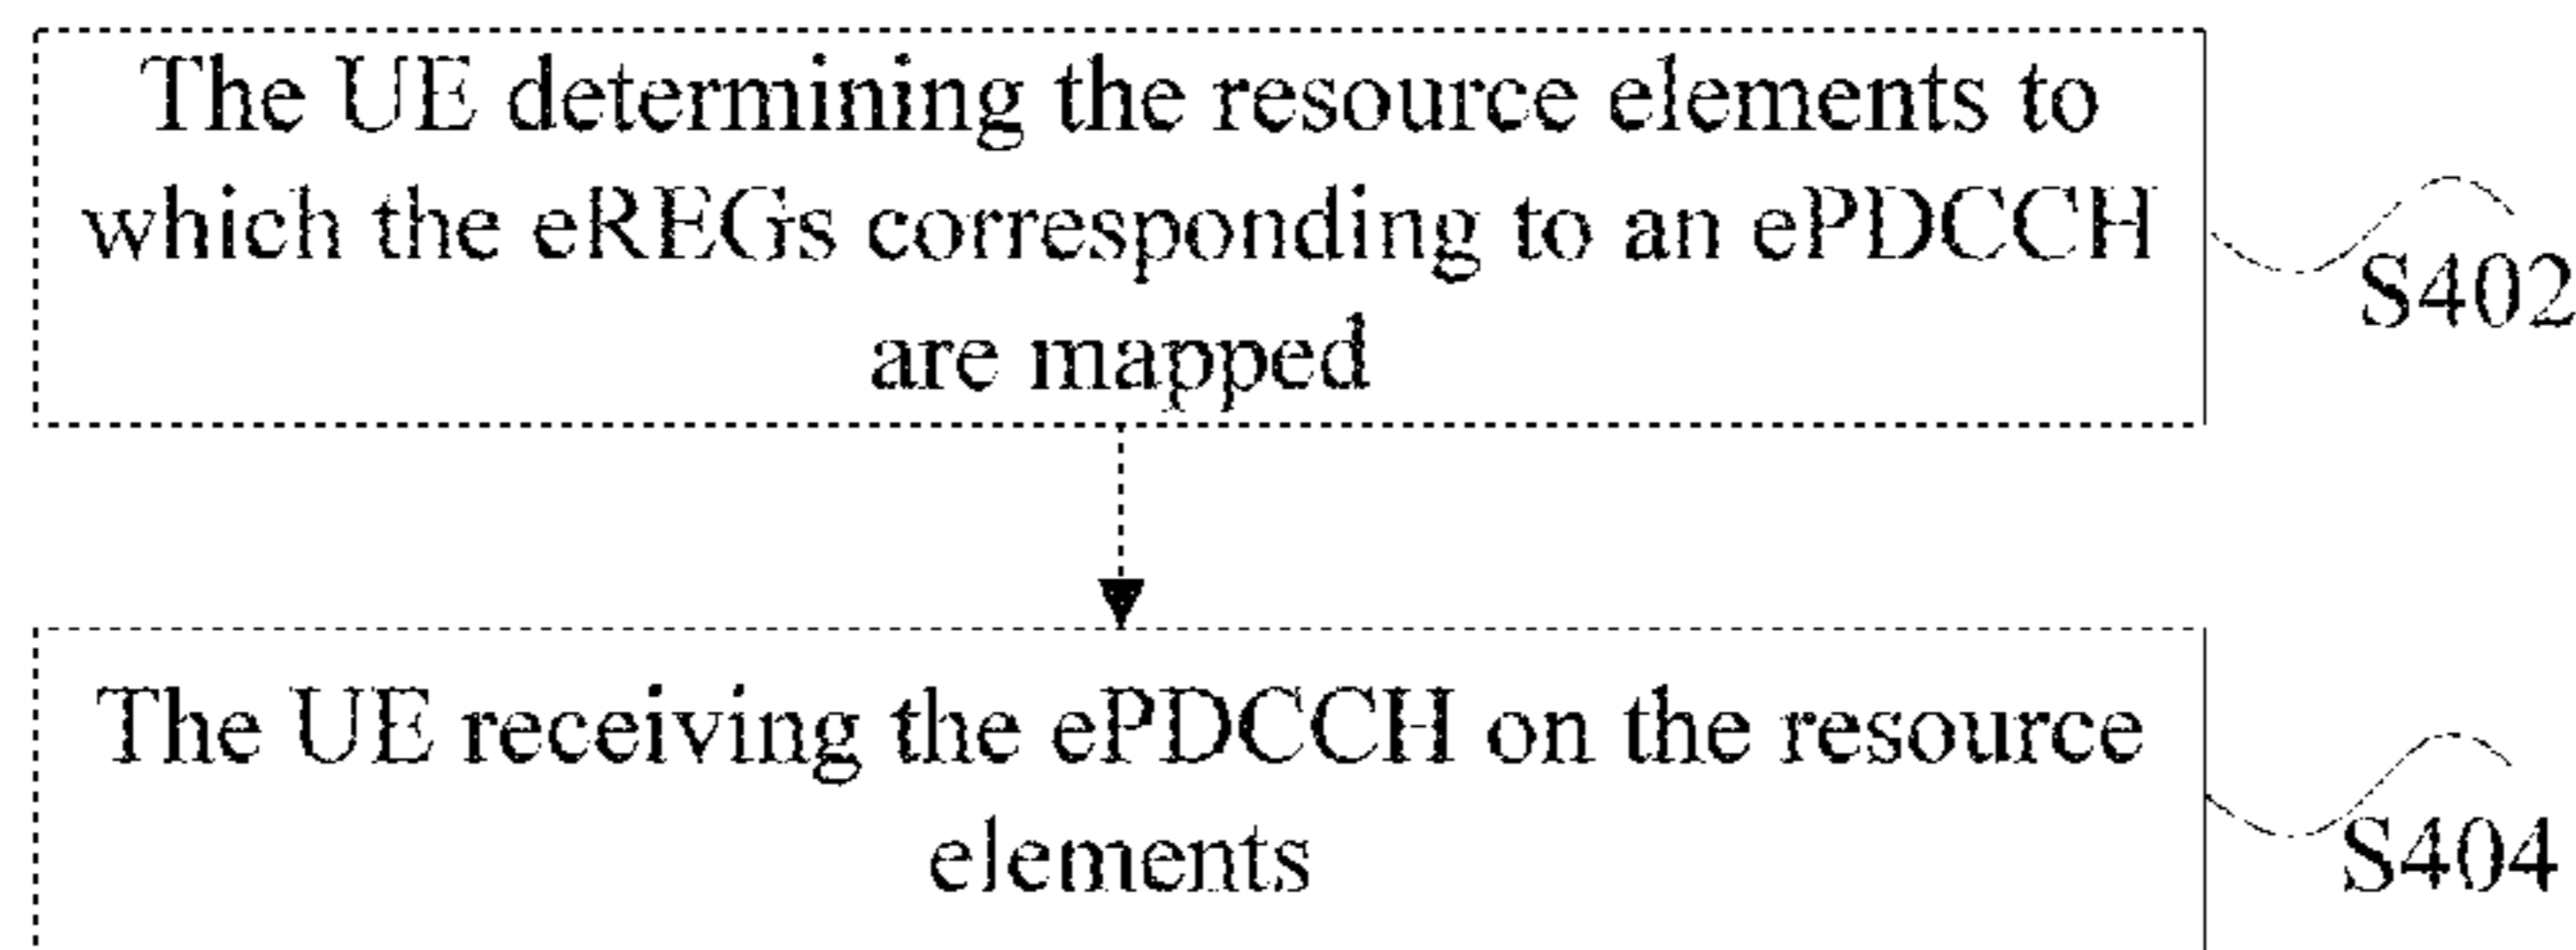 The UE determining the resource elements to
which the eREGs corresponding to an ePDCCH
are mapped
S402
The UE receiving the ePDCCH on the resource
elements
S404